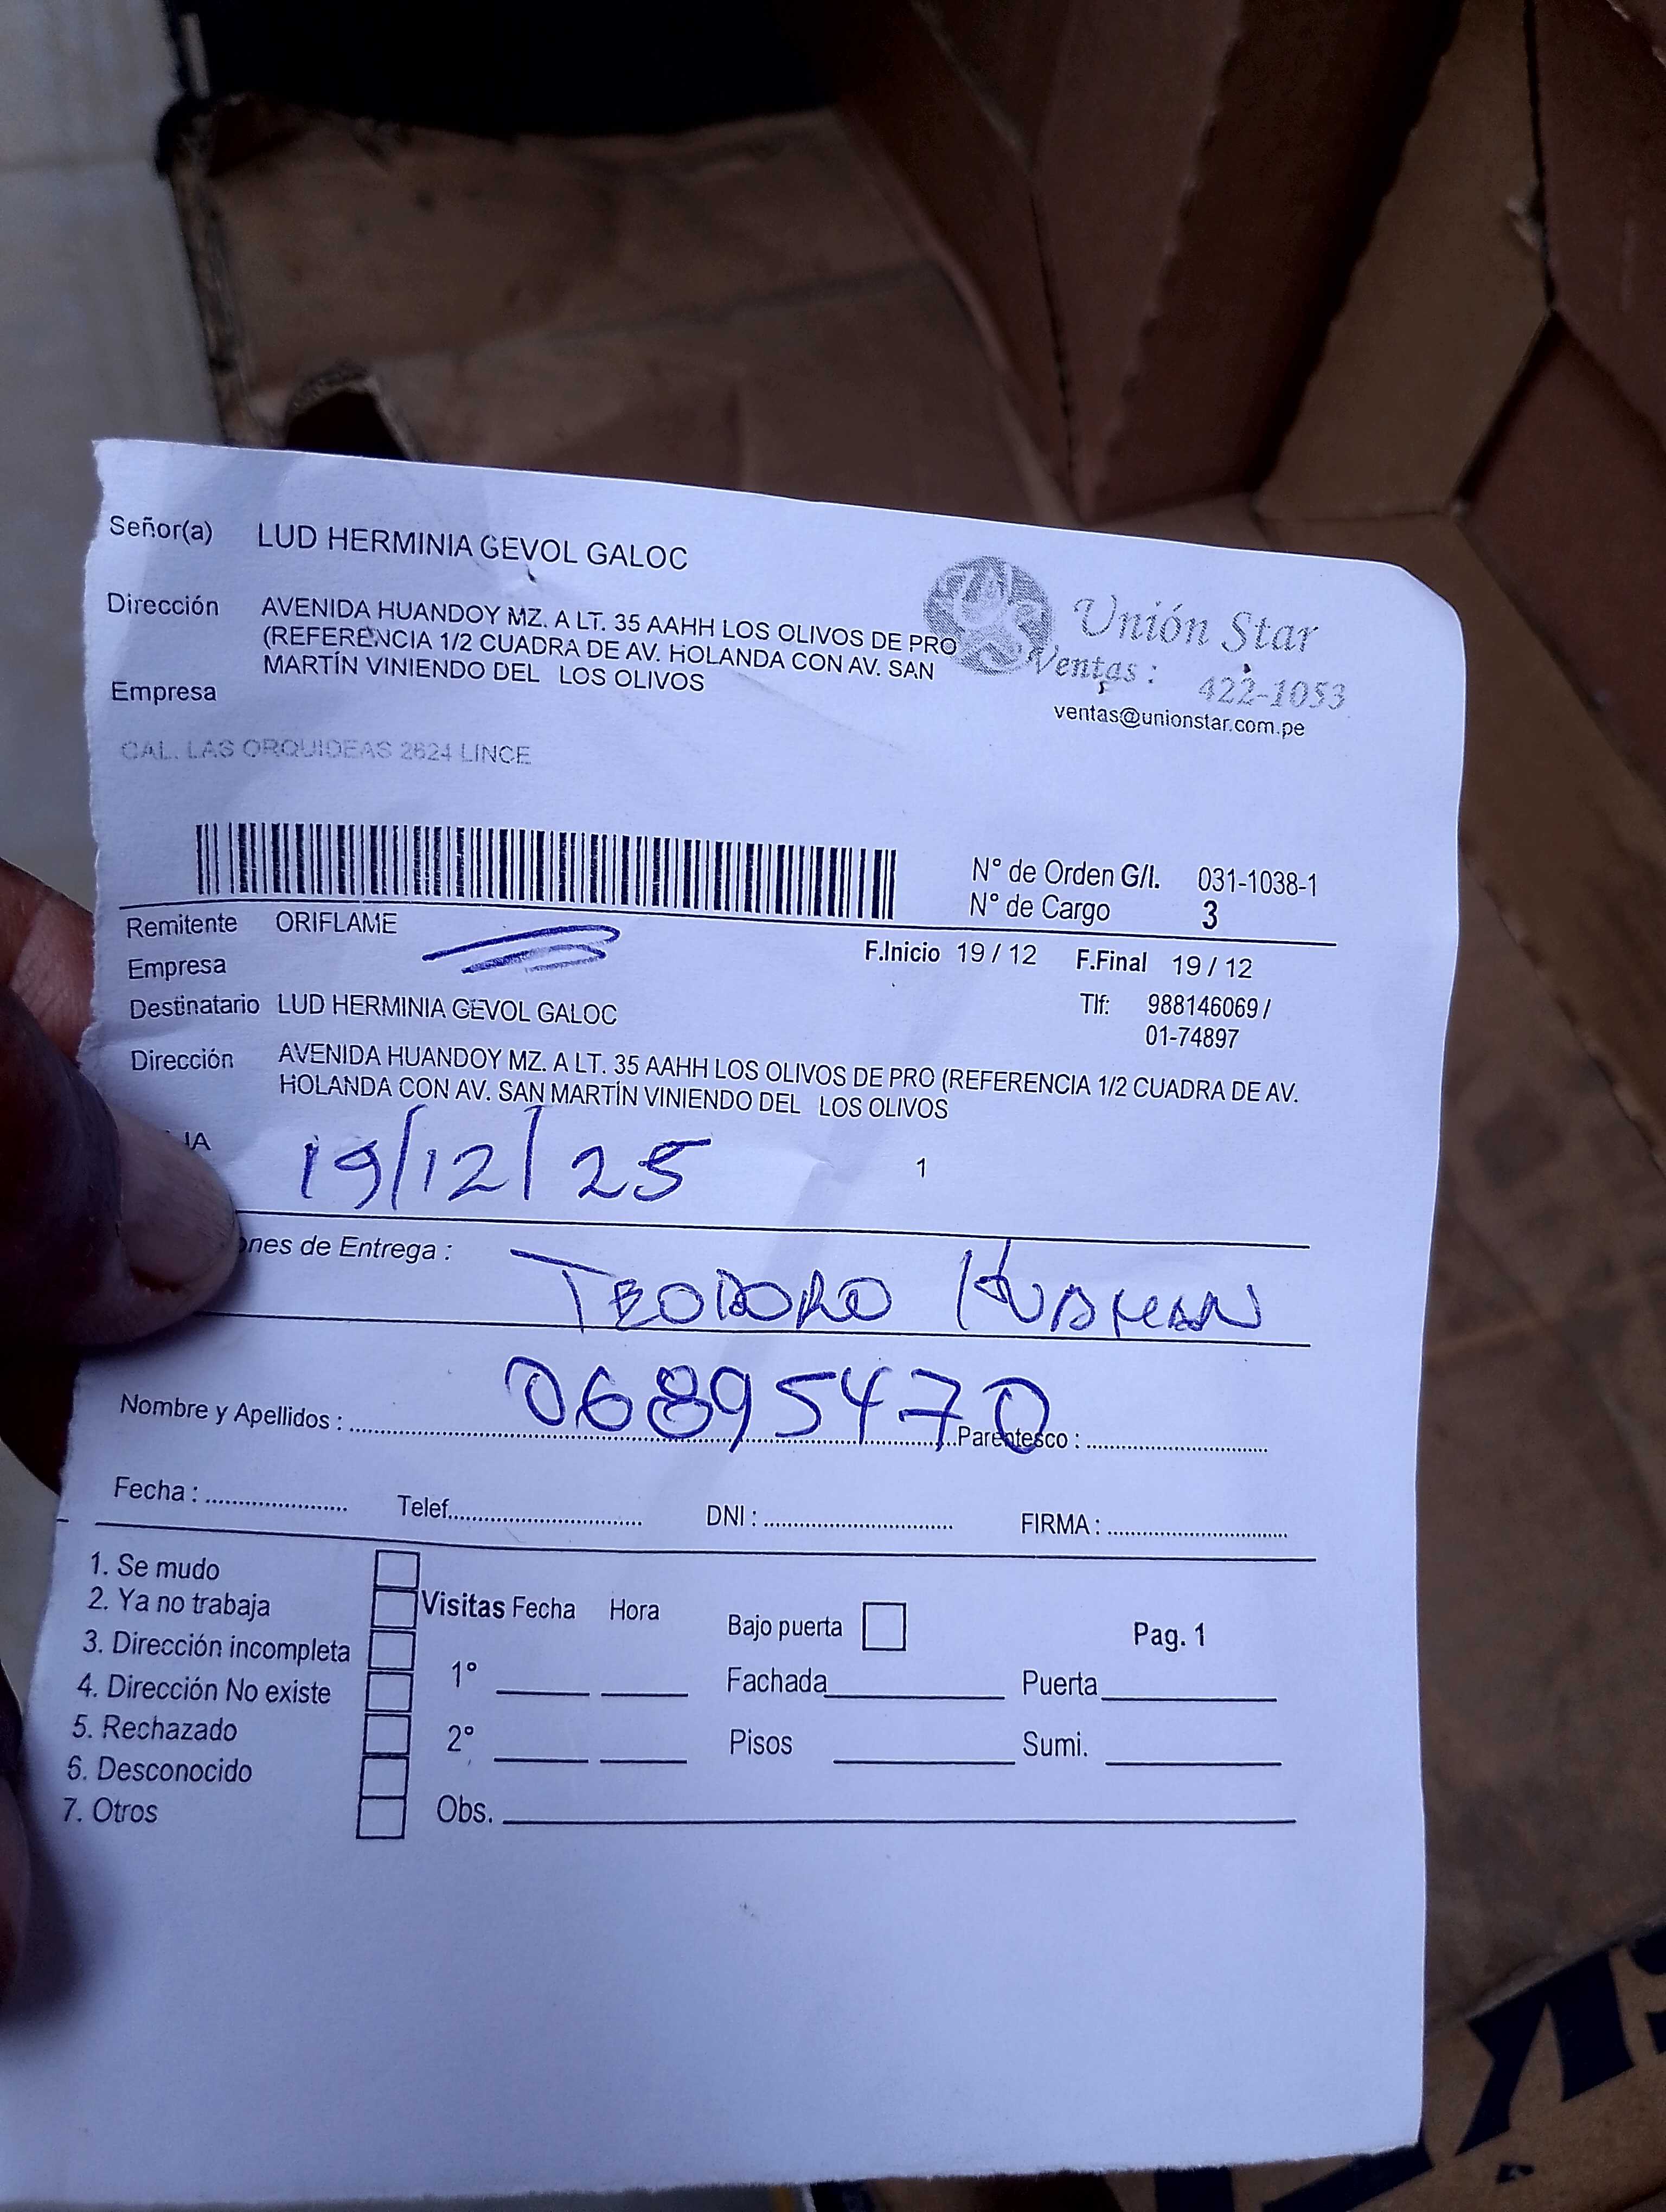 Señor(a) LUD HERMINIA GEVOL GALOC
Dirección AVENIDA HUANDOY MZ. A LT. 35 AAHH LOS OLIVOS DE PRO
(REFERENCIA 1/2 CUADRA DE AV. HOLANDA CON AV. SAN
MARTÍN VINIENDO DEL LOS OLIVOS
Unión Star
Ventas : 422-1053
ventas@unionstar.com.pe
Empresa
CAL. LAS ORQUIDEAS 2624 LINCE
N° de Orden G/I. 031-1038-1
N° de Cargo 3
Remitente ORIFLAME
F.Inicio 19 / 12 F.Final 19 / 12
Empresa
Destinatario LUD HERMINIA GEVOL GALOC
Tlf: 988146069 /
01-74897
Dirección AVENIDA HUANDOY MZ. A LT. 35 AAHH LOS OLIVOS DE PRO (REFERENCIA 1/2 CUADRA DE AV.
HOLANDA CON AV. SAN MARTÍN VINIENDO DEL LOS OLIVOS
19/12/25 1
nes de Entrega : TEODORO HUAMAN
06895470
Nombre y Apellidos : Parentesco :
Fecha : Telef. DNI : FIRMA :
1. Se mudo
2. Ya no trabaja
3. Dirección incompleta
4. Dirección No existe
5. Rechazado
6. Desconocido
7. Otros
Visitas Fecha Hora
1°
2°
Obs.
Bajo puerta Pag. 1
Fachada Puerta
Pisos Sumi.